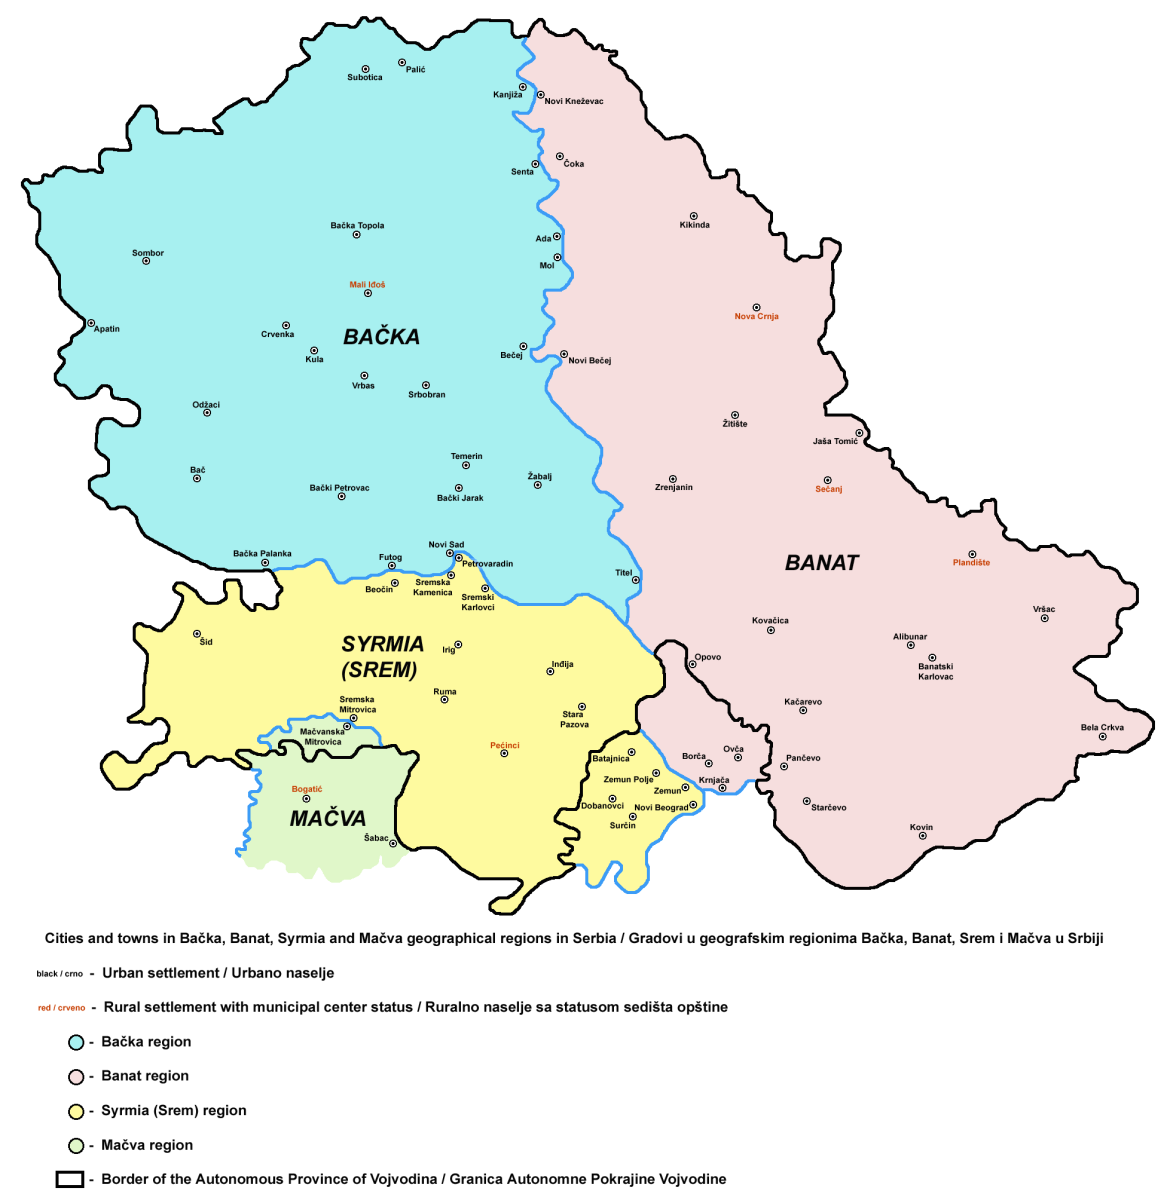 Subotica
Palić
Kanjiža
Novi Kneževac
Čoka
Senta
Kikinda
Bačka Topola
Ada
Sombor
Mol
Mali Iđoš
Nova Crnja
Apatin
Crvenka
BAČKA
Kula
Bečej
Novi Bečej
Vrbas
Srbobran
Odžaci
Žitište
Jaša Tomić
Temerin
Bač
Žabalj
Bački Petrovac
Bački Jarak
Zrenjanin
Sečanj
Novi Sad
Bačka Palanka
Futog
Petrovaradin
BANAT
Plandište
Titel
Beočin
Sremska
Kamenica
Sremski
Karlovci
Vršac
Kovačica
Šid
SYRMIA
(SREM)
Irig
Alibunar
Opovo
Inđija
Banatski
Karlovac
Ruma
Sremska
Mitrovica
Kačarevo
Stara
Pazova
Mačvanska
Mitrovica
Bela Crkva
Pećinci
Batajnica
Borča
Ovča
Pančevo
Zemun Polje
Krnjača
Bogatić
Zemun
Dobanovci
Novi Beograd
Starčevo
MAČVA
Surčin
Kovin
Šabac
Cities and towns in Bačka, Banat, Syrmia and Mačva geographical regions in Serbia / Gradovi u geografskim regionima Bačka, Banat, Srem i Mačva u Srbiji
black / crno - Urban settlement / Urbano naselje
red / crveno - Rural settlement with municipal center status / Ruralno naselje sa statusom sedišta opštine
- Bačka region
- Banat region
- Syrmia (Srem) region
- Mačva region
- Border of the Autonomous Province of Vojvodina / Granica Autonomne Pokrajine Vojvodine